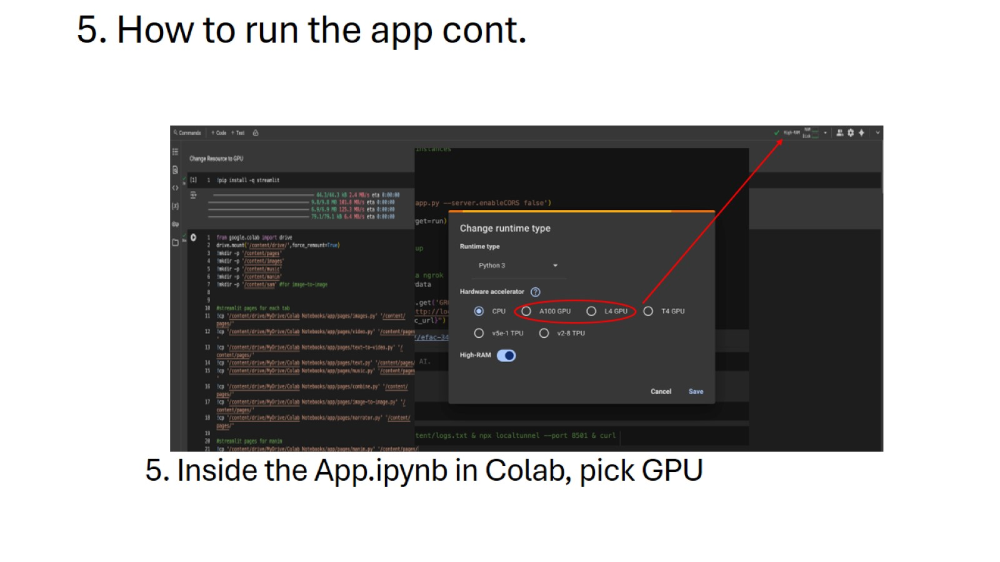 5. How to run the app cont.
Commands + Code + Text
High-RAM RAM
Disk
Change Resource to GPU
[1] 1 !pip install -q streamlit
44.3/44.3 kB 2.4 MB/s eta 0:00:00
9.8/9.8 MB 101.8 MB/s eta 0:00:00
6.9/6.9 MB 125.3 MB/s eta 0:00:00
79.1/79.1 kB 6.4 MB/s eta 0:00:00
1 from google.colab import drive
2 drive.mount('/content/drive/',force_remount=True)
3 !mkdir -p '/content/pages'
4 !mkdir -p '/content/images'
5 !mkdir -p '/content/music'
6 !mkdir -p '/content/manim'
7 !mkdir -p '/content/sam' #for image-to-image
8
9
10 #streamlit pages for each tab
11 !cp '/content/drive/MyDrive/Colab Notebooks/app/pages/images.py' '/content/
pages/'
12 !cp '/content/drive/MyDrive/Colab Notebooks/app/pages/video.py' '/content/pages
'
13 !cp '/content/drive/MyDrive/Colab Notebooks/app/pages/text-to-video.py' '/
content/pages/'
14 !cp '/content/drive/MyDrive/Colab Notebooks/app/pages/text.py' '/content/pages/
15 !cp '/content/drive/MyDrive/Colab Notebooks/app/pages/music.py' '/content/pages
'
16 !cp '/content/drive/MyDrive/Colab Notebooks/app/pages/combine.py' '/content/
pages/'
17 !cp '/content/drive/MyDrive/Colab Notebooks/app/pages/image-to-image.py' '/
content/pages/'
18 !cp '/content/drive/MyDrive/Colab Notebooks/app/pages/narrator.py' '/content/
pages/'
19
20 #streamlit pages for manim
21 !cp '/content/drive/MyDrive/Colab Notebooks/app/pages/manim.py' '/content/pages/
instances
app.py --server.enableCORS false')
get=run)
up
a ngrok
data
.get('GR
ttp://lo
c_url}")
//efac-34
AI.
tent/logs.txt & npx localtunnel --port 8501 & curl
Change runtime type
Runtime type
Python 3
Hardware accelerator ?
CPU A100 GPU L4 GPU T4 GPU
v5e-1 TPU v2-8 TPU
High-RAM
Cancel Save
5. Inside the App.ipynb in Colab, pick GPU